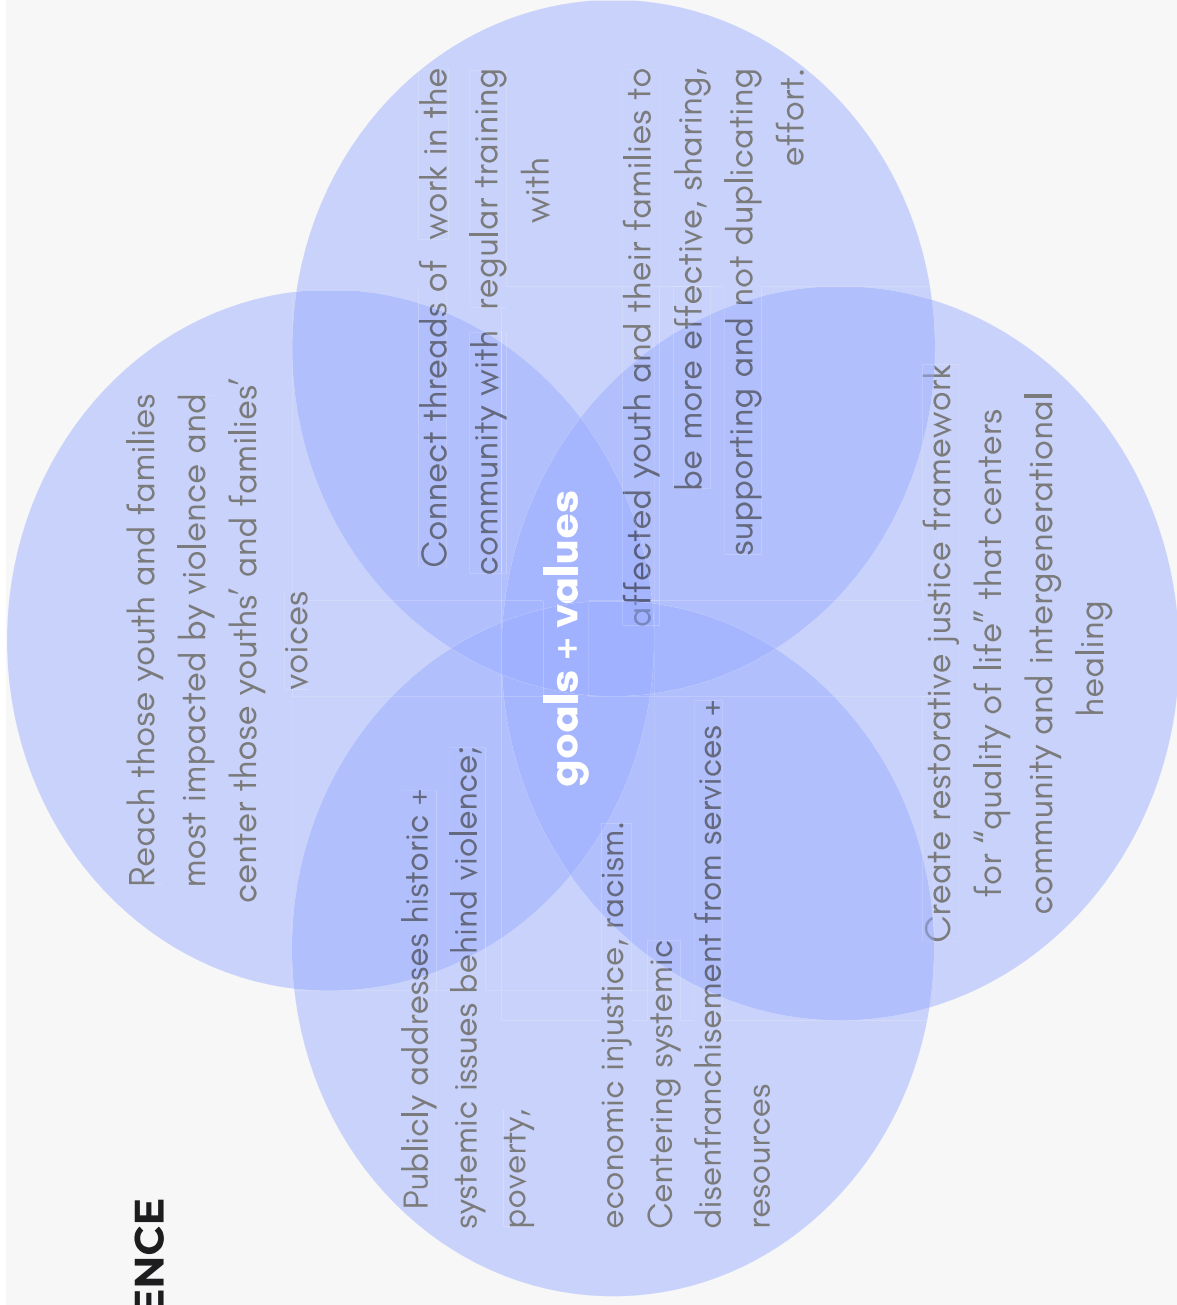 ENCE
Reach those youth and families
most impacted by violence and
center those youths’ and families’
voices
Publicly addresses historic +
systemic issues behind violence;
poverty,
economic injustice, racism.
Centering systemic
disenfranchisement from services +
resources
goals + values
Connect threads of work in the
community with regular training
with
affected youth and their families to
be more effective, sharing,
supporting and not duplicating
effort.
Create restorative justice framework
for “quality of life” that centers
community and intergenerational
healing